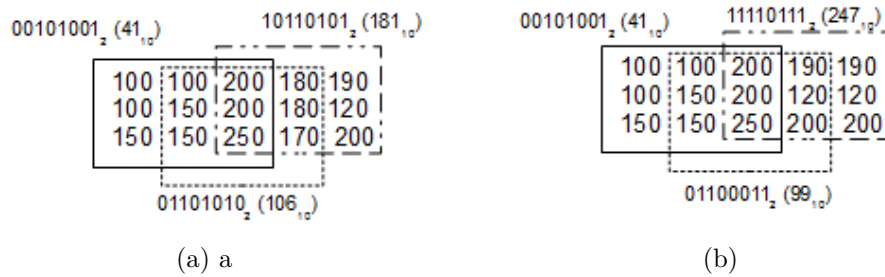 00101001₂ (41₁₀) 10110101₂ (181₁₀)
100 100 200 180 190
100 150 200 180 120
150 150 250 170 200
01101010₂ (106₁₀)
(a) a
00101001₂ (41₁₀) 11110111₂ (247₁₀)
100 100 200 190 190
100 150 200 120 120
150 150 250 200 200
01100011₂ (99₁₀)
(b)